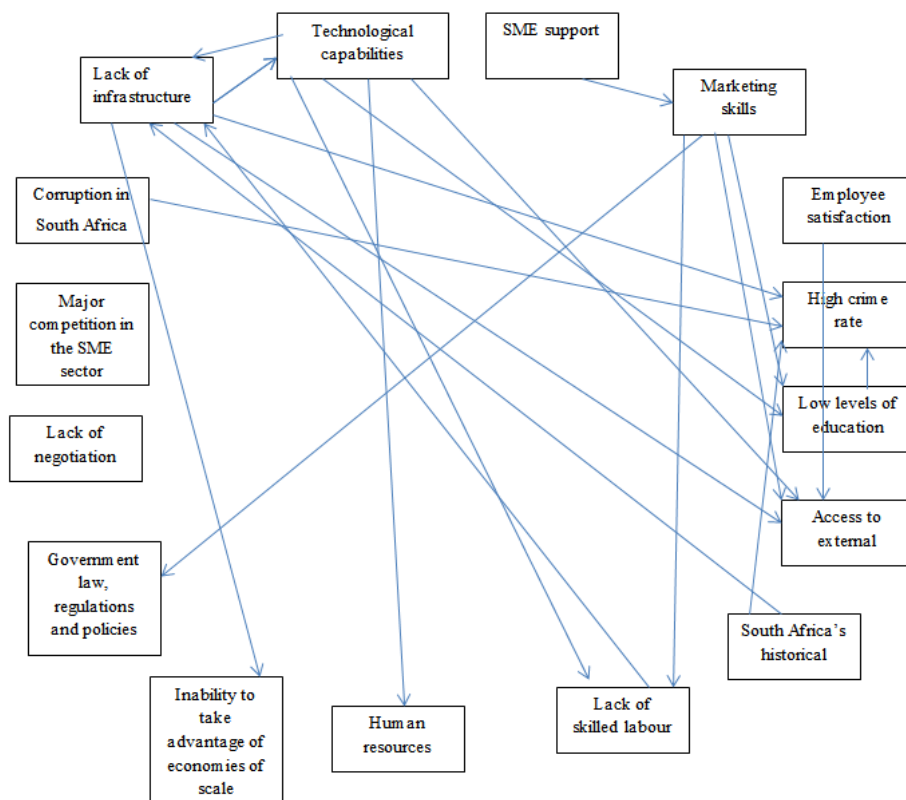 Technological
capabilities
SME support
Lack of
infrastructure
Marketing
skills
Corruption in
South Africa
Employee
satisfaction
Major
competition in
the SME
sector
High crime
rate
Low levels of
education
Lack of
negotiation
Access to
external
Government
law,
regulations
and policies
South Africa's
historical
Inability to
take
advantage of
economies of
scale
Human
resources
Lack of
skilled labour